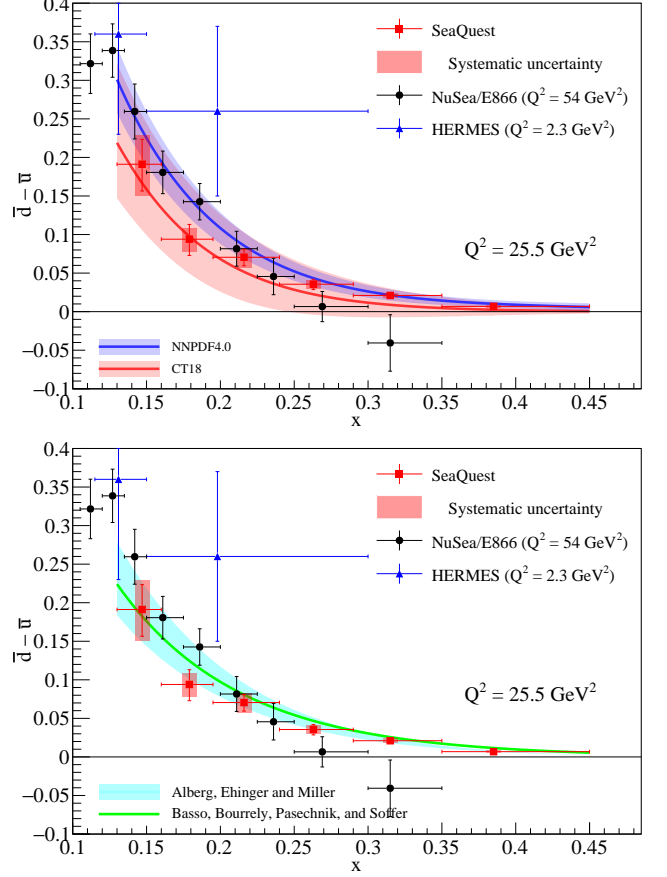 SeaQuest
Systematic uncertainty
NuSea/E866 (Q² = 54 GeV²)
HERMES (Q² = 2.3 GeV²)
Q² = 25.5 GeV²
NNPDF4.0
CT18
0.4
0.35
0.3
0.25
0.2
0.15
0.1
0.05
0
−0.05
−0.1
d̅ − u̅
0.1 0.15 0.2 0.25 0.3 0.35 0.4 0.45
x
SeaQuest
Systematic uncertainty
NuSea/E866 (Q² = 54 GeV²)
HERMES (Q² = 2.3 GeV²)
Q² = 25.5 GeV²
Alberg, Ehinger and Miller
Basso, Bourrely, Pasechnik, and Soffer
0.4
0.35
0.3
0.25
0.2
0.15
0.1
0.05
0
−0.05
−0.1
d̅ − u̅
0.1 0.15 0.2 0.25 0.3 0.35 0.4 0.45
x